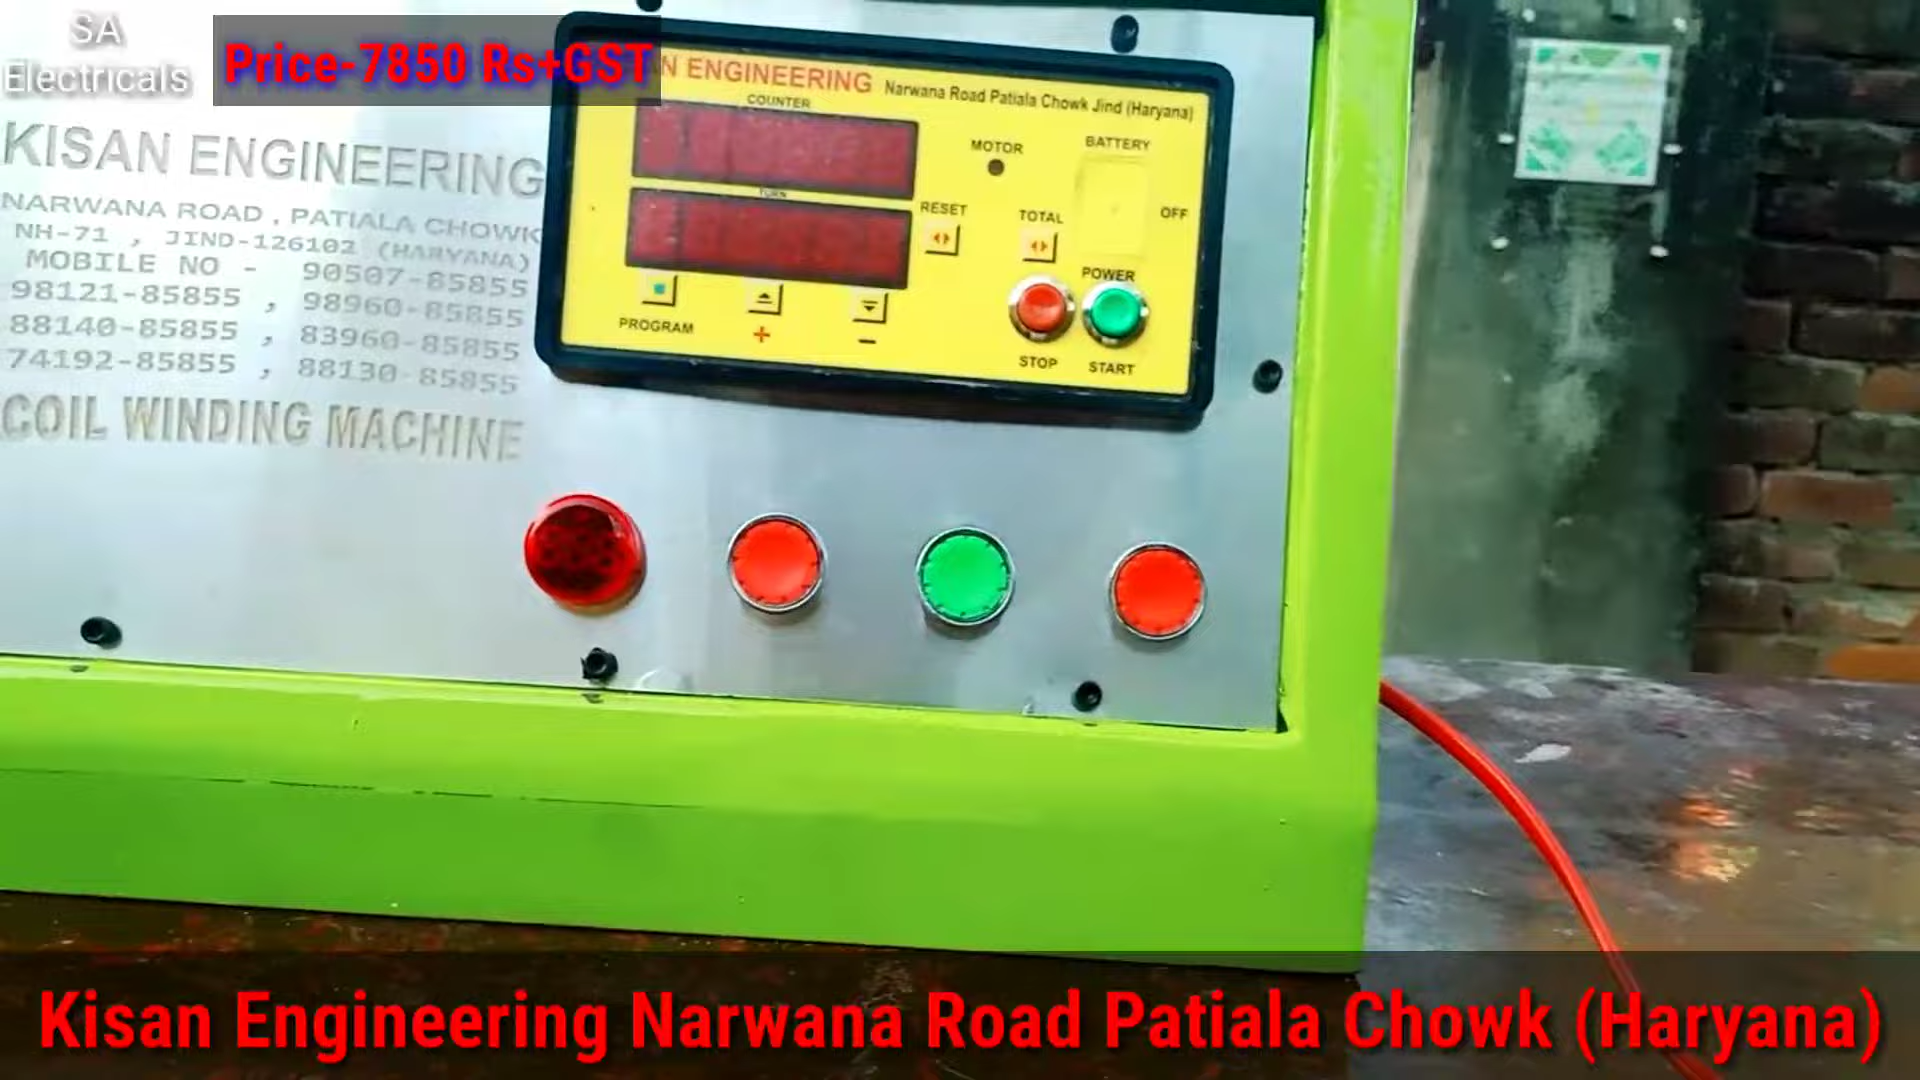 SA
Electricals
Price-7850 Rs+GST
N ENGINEERING Narwana Road Patiala Chowk Jind (Haryana)
COUNTER
MOTOR
BATTERY
TURN
RESET
TOTAL
OFF
POWER
PROGRAM
+
-
STOP
START
KISAN ENGINEERING
NARWANA ROAD , PATIALA CHOWK
NH-71 , JIND-126102 (HARYANA)
MOBILE NO - 90507-85855
98121-85855 , 98960-85855
88140-85855 , 83960-85855
74192-85855 , 88130-85855
COIL WINDING MACHINE
Kisan Engineering Narwana Road Patiala Chowk (Haryana)